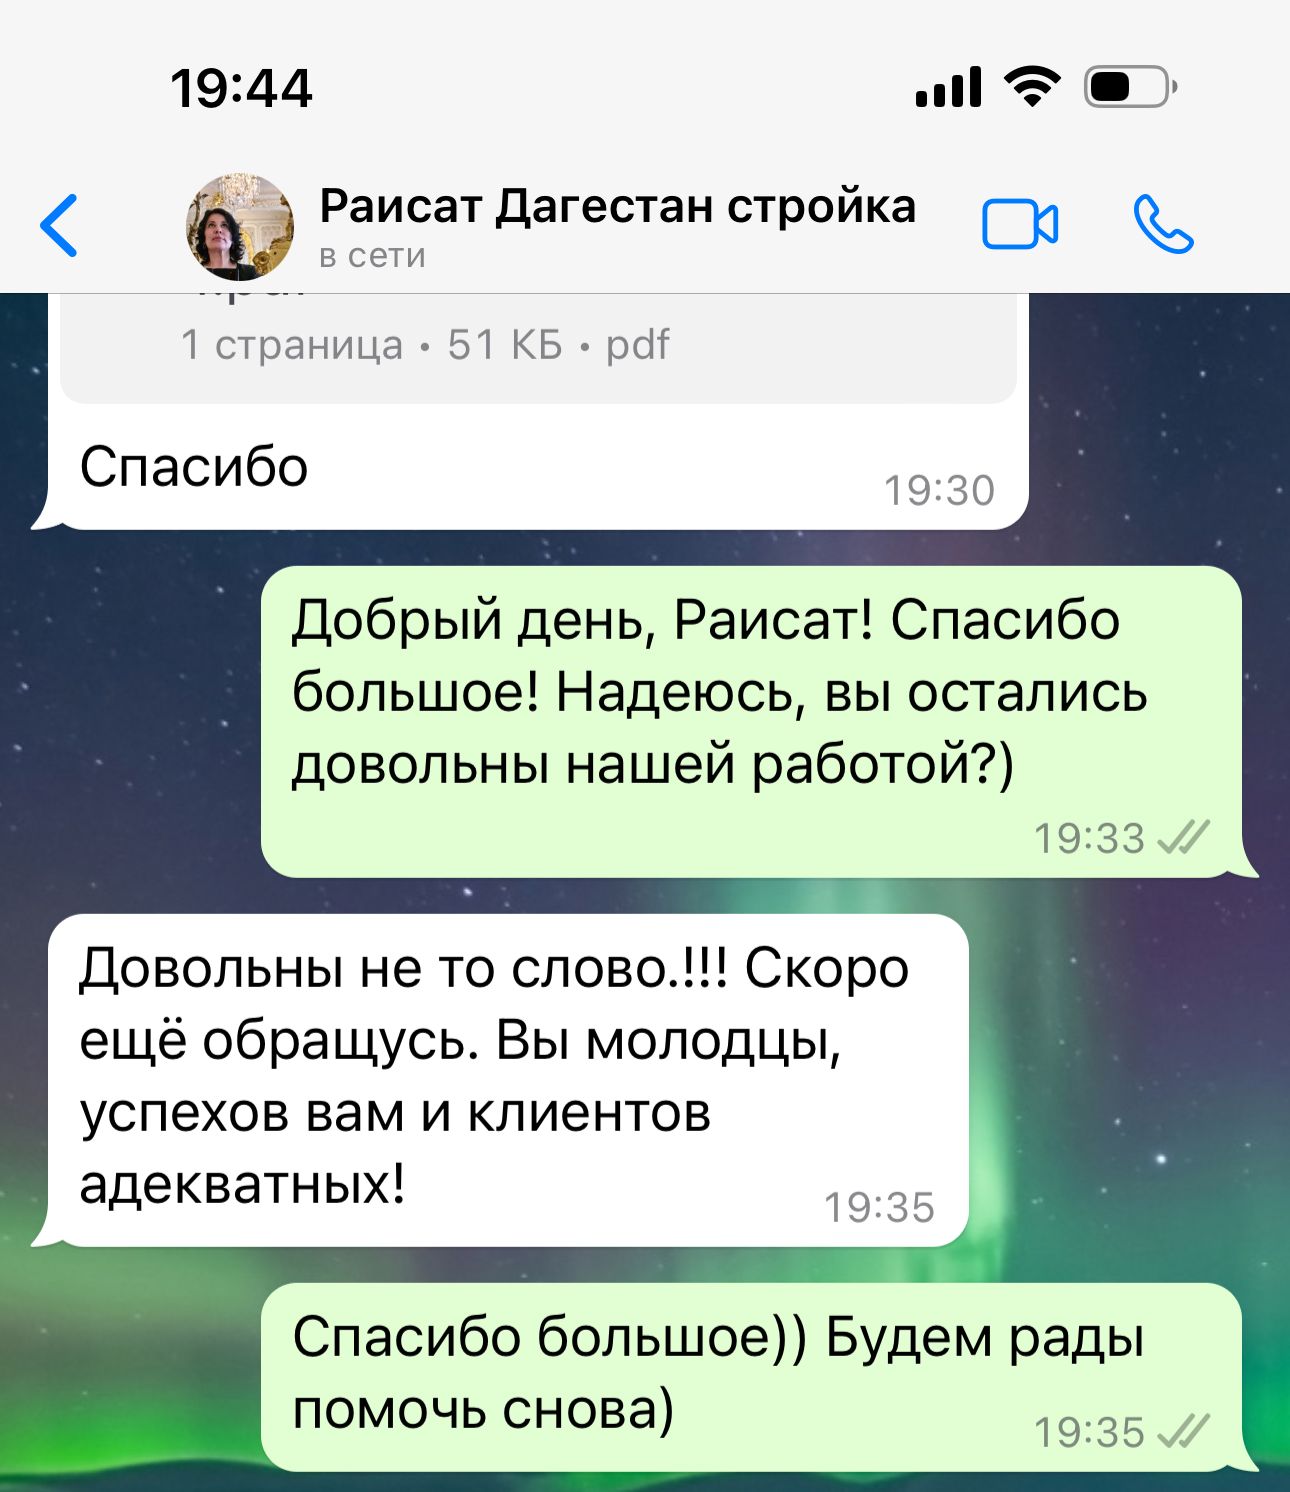 19:44
Раисат Дагестан стройка
в сети
1 страница • 51 КБ • pdf
Спасибо
19:30
Добрый день, Раисат! Спасибо
большое! Надеюсь, вы остались
довольны нашей работой?)
19:33
Довольны не то слово.!!! Скоро
ещё обращусь. Вы молодцы,
успехов вам и клиентов
адекватных!
19:35
Спасибо большое)) Будем рады
помочь снова)
19:35